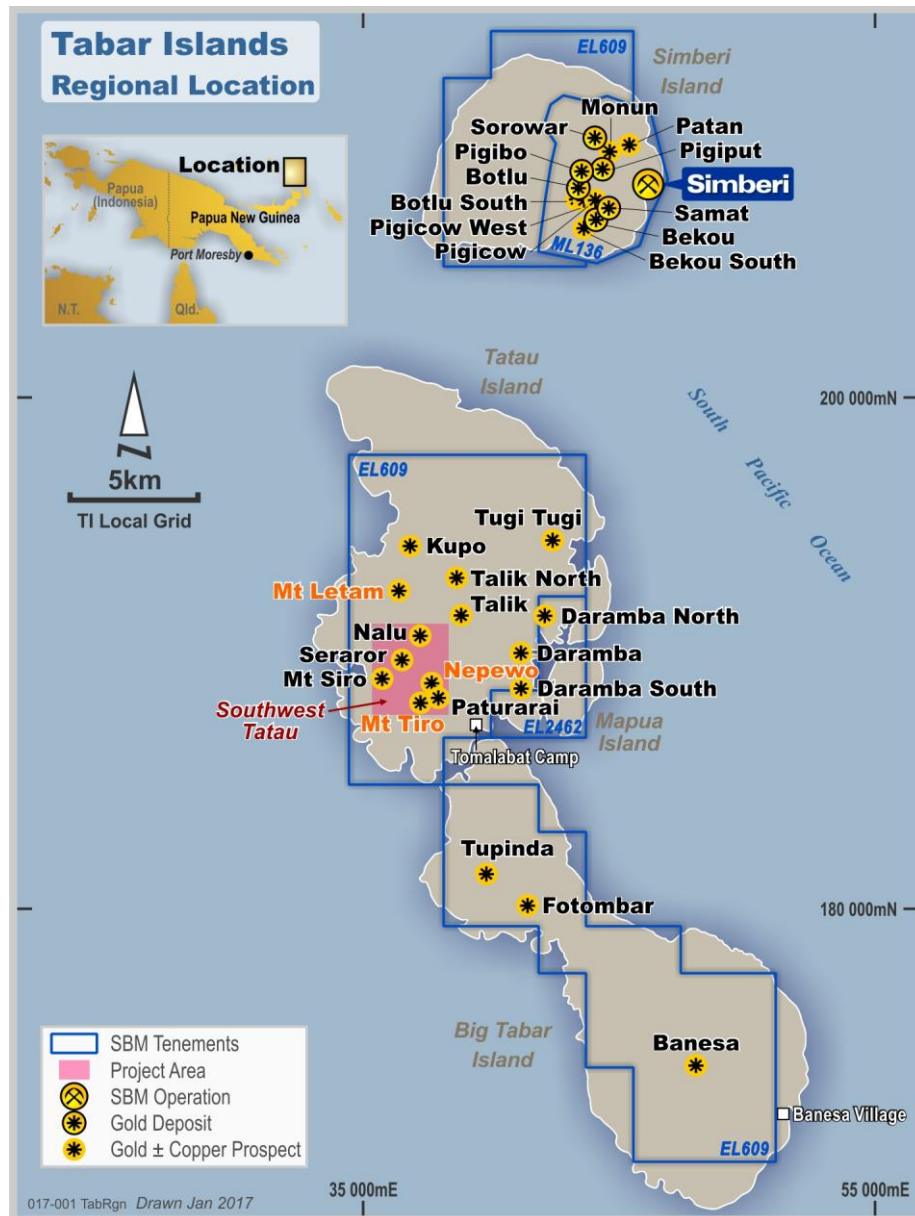 Tabar Islands
Regional Location
Location
Papua
(Indonesia)
Papua New Guinea
Port Moresby
N.T.
Qld.
EL609
Simberi
Island
Monun
Sorowar
Patan
Pigibo
Pigiput
Botlu
Simberi
Botlu South
Samat
Pigicow West
Bekou
Pigicow
ML136
Bekou South
Tatau
Island
200 000mN
South
Pacific
Ocean
N
5km
TI Local Grid
EL609
Tugi Tugi
Kupo
Talik North
Mt Letam
Talik
Daramba North
Nalu
Seraror
Daramba
Mt Siro
Nepewo
Daramba South
Southwest
Tatau
Paturarai
Mt Tiro
EL2462
Mapua
Island
Tomalabat Camp
Tupinda
Fotombar
180 000mN
Big Tabar
Island
Banesa
Banesa Village
EL609
SBM Tenements
Project Area
SBM Operation
Gold Deposit
Gold ± Copper Prospect
017-001 TabRgn Drawn Jan 2017
35 000mE
55 000mE